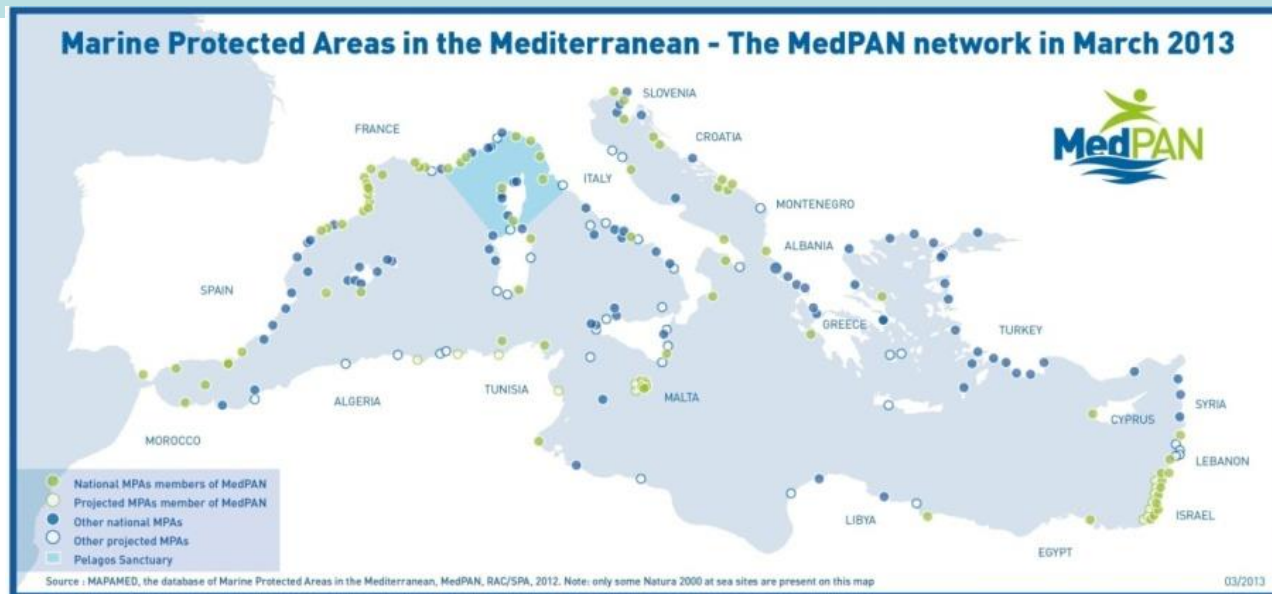 Marine Protected Areas in the Mediterranean - The MedPAN network in March 2013
SLOVENIA
FRANCE
CROATIA
MedPAN
ITALY
MONTENEGRO
ALBANIA
SPAIN
GREECE
TURKEY
TUNISIA
ALGERIA
MALTA
CYPRUS
SYRIA
MOROCCO
LEBANON
LIBYA
ISRAEL
EGYPT
National MPAs members of MedPAN
Projected MPAs member of MedPAN
Other national MPAs
Other projected MPAs
Pelagos Sanctuary
Source : MAPAMED, the database of Marine Protected Areas in the Mediterranean, MedPAN, RAC/SPA, 2012. Note: only some Natura 2000 at sea sites are present on this map
03/2013